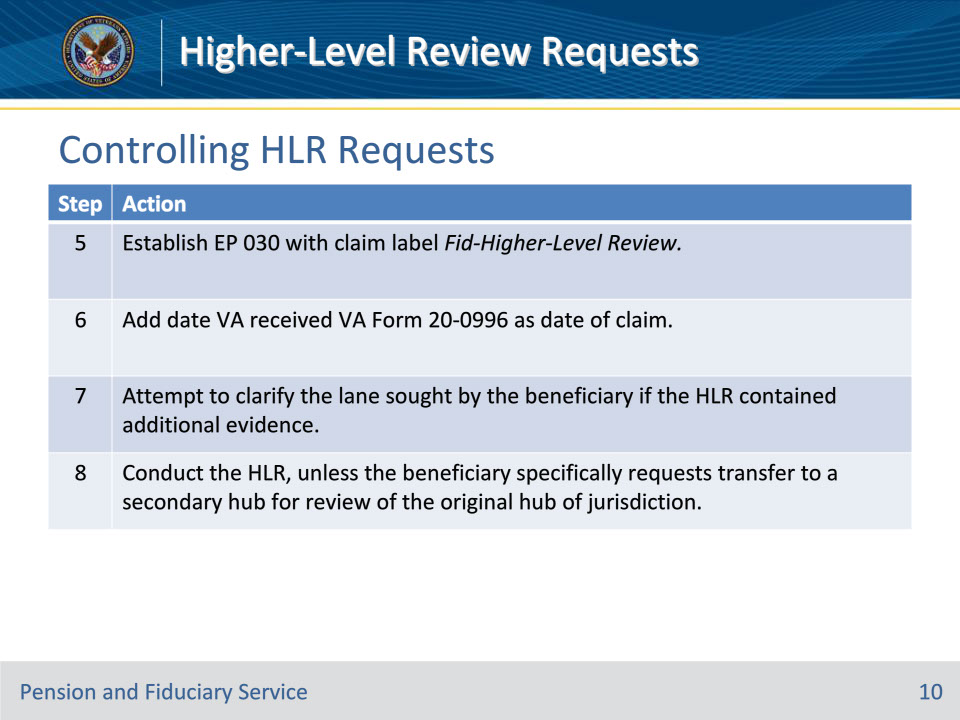 Higher-Level Review Requests
Controlling HLR Requests
Step Action
5 Establish EP 030 with claim label Fid-Higher-Level Review.
6 Add date VA received VA Form 20-0996 as date of claim.
7 Attempt to clarify the lane sought by the beneficiary if the HLR contained
additional evidence.
8 Conduct the HLR, unless the beneficiary specifically requests transfer to a
secondary hub for review of the original hub of jurisdiction.
Pension and Fiduciary Service 10